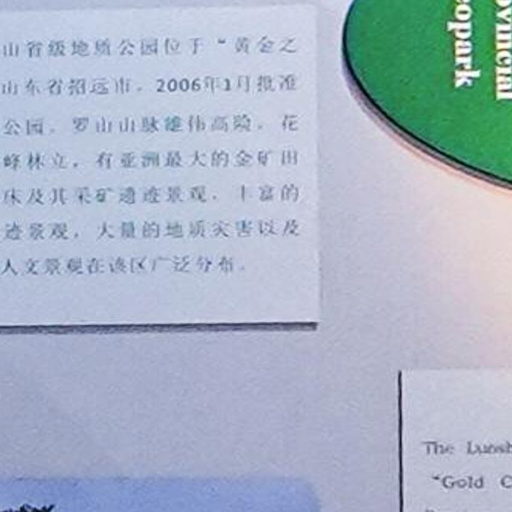 山省级地质公园位于“黄金之
山东省招远市，2006年1月批准
公园。罗山山脉雄伟高险，花
峰林立，有亚洲最大的金矿田
床及其采矿遗迹景观，丰富的
迹景观，大量的地质灾害以及
人文景观在该区广泛分布。
ovincial
eopark
The Luosh
“Gold C